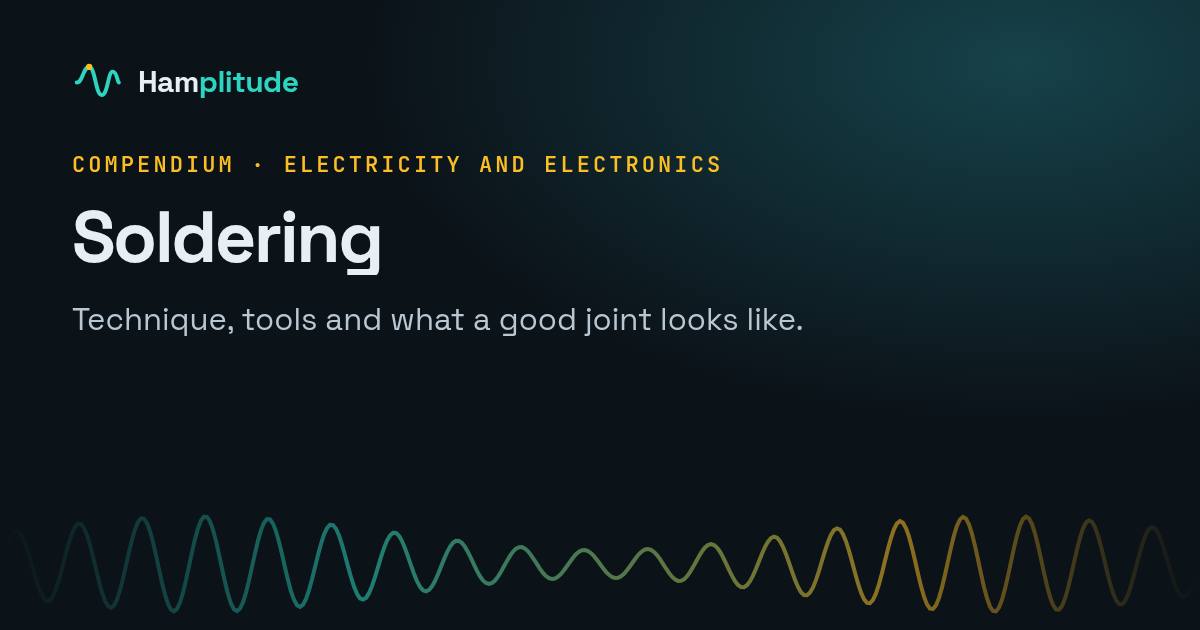 Hamplitude
COMPENDIUM · ELECTRICITY AND ELECTRONICS
Soldering
Technique, tools and what a good joint looks like.